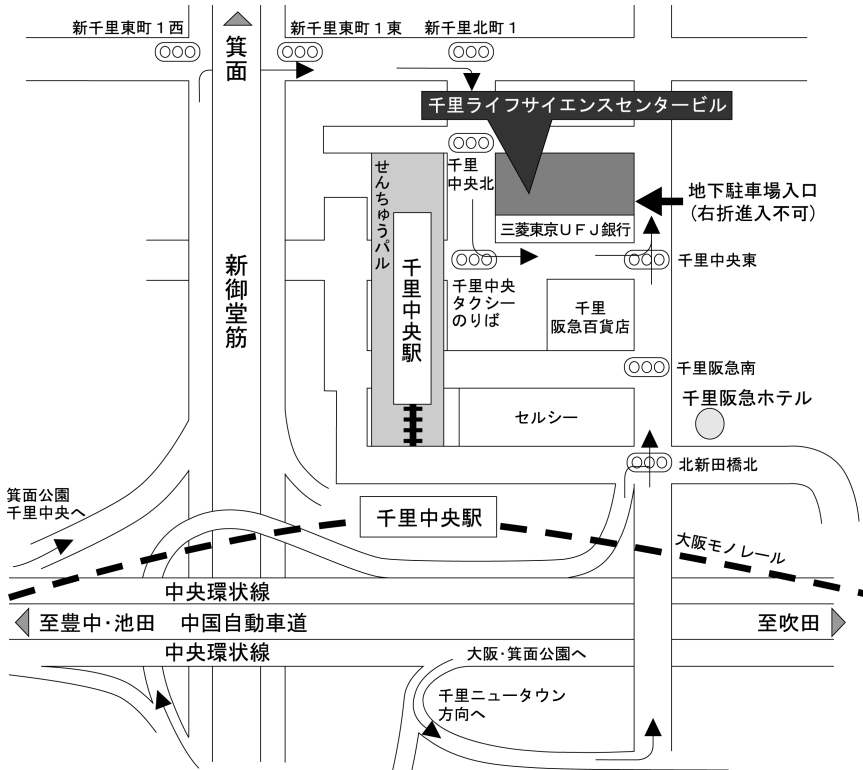 新千里東町１西
新千里東町１東
新千里北町１
箕面
千里ライフサイエンスセンタービル
せんちゅうパル
千里
中央北
地下駐車場入口
(右折進入不可)
三菱東京ＵＦＪ銀行
新御堂筋
千里中央駅
千里中央
タクシー
のりば
千里中央東
千里
阪急百貨店
千里阪急南
千里阪急ホテル
セルシー
北新田橋北
箕面公園
千里中央へ
千里中央駅
大阪モノレール
中央環状線
至豊中・池田
中国自動車道
至吹田
中央環状線
大阪・箕面公園へ
千里ニュータウン
方向へ